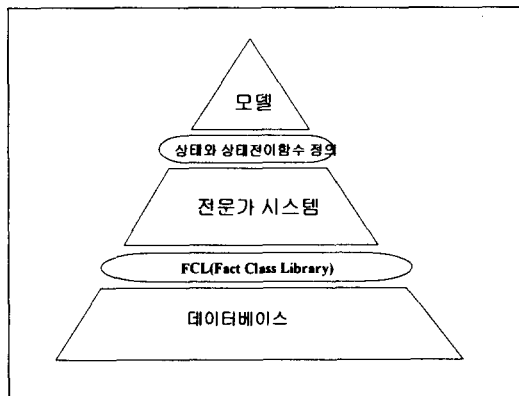 모델
상태와 상태전이함수 정의
전문가 시스템
FCL(Fact Class Library)
데이터베이스